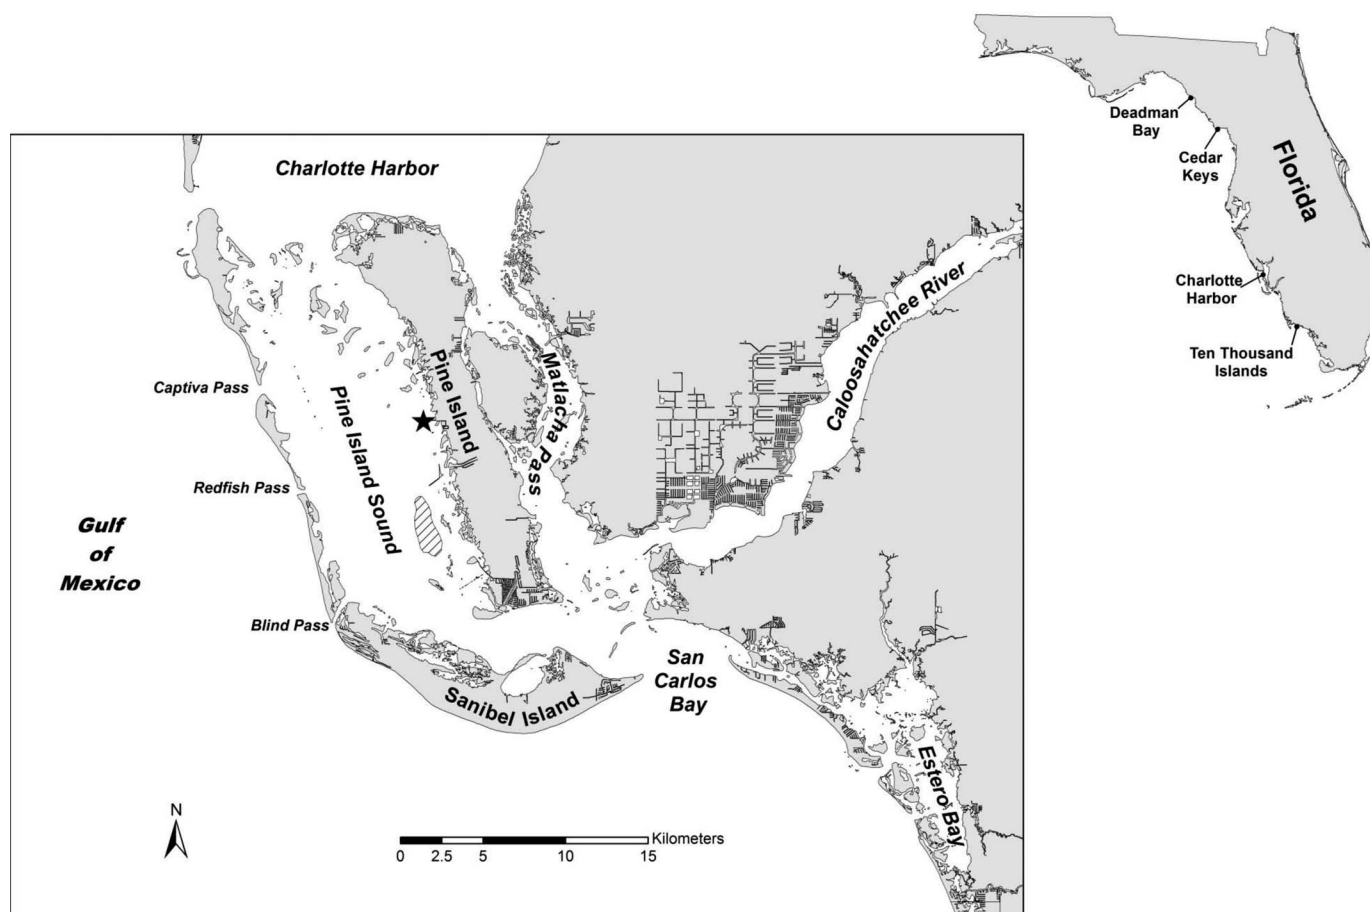 Deadman
Bay
Cedar
Keys
Florida
Charlotte
Harbor
Ten Thousand
Islands
Charlotte Harbor
Captiva Pass
Pine Island
Matlacha Pass
Pine Island Sound
Caloosahatchee River
Redfish Pass
Gulf
of
Mexico
Blind Pass
San
Carlos
Bay
Sanibel Island
Estero Bay
N
Kilometers
0 2.5 5 10 15